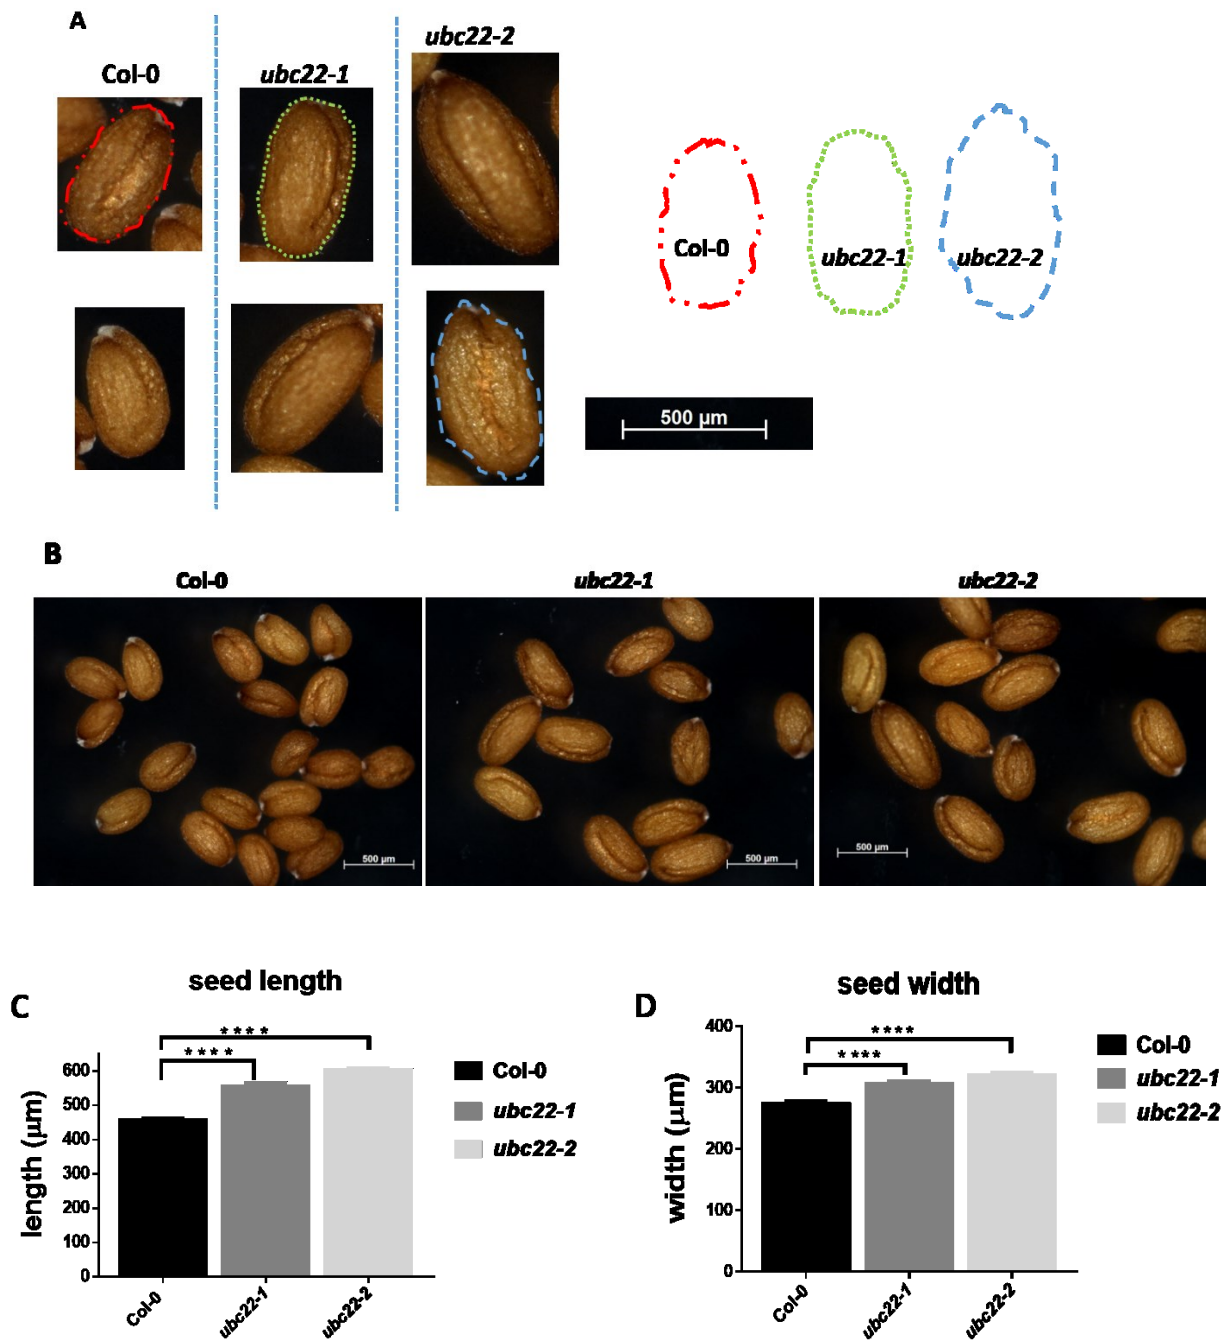 A
Col-0
ubc22-1
ubc22-2
Col-0
ubc22-1
ubc22-2
500 µm
B
Col-0
ubc22-1
ubc22-2
500 µm
500 µm
500 µm
C
seed length
****
****
length (µm)
600
500
400
300
200
100
0
Col-0
ubc22-1
ubc22-2
Col-0
ubc22-1
ubc22-2
D
seed width
****
****
width (µm)
400
300
200
100
0
Col-0
ubc22-1
ubc22-2
Col-0
ubc22-1
ubc22-2